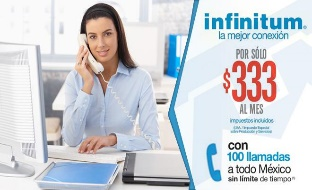 infinitum.
la mejor conexión
POR SÓLO
$333
AL MES
impuestos incluidos
con
100 llamadas
a todo México
sin límite de tiempo